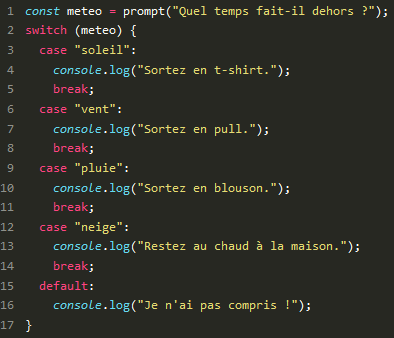 1 const meteo = prompt("Quel temps fait-il dehors ?");
2 switch (meteo) {
3   case "soleil":
4     console.log("Sortez en t-shirt.");
5     break;
6   case "vent":
7     console.log("Sortez en pull.");
8     break;
9   case "pluie":
10     console.log("Sortez en blouson.");
11     break;
12   case "neige":
13     console.log("Restez au chaud à la maison.");
14     break;
15   default:
16     console.log("Je n'ai pas compris !");
17 }